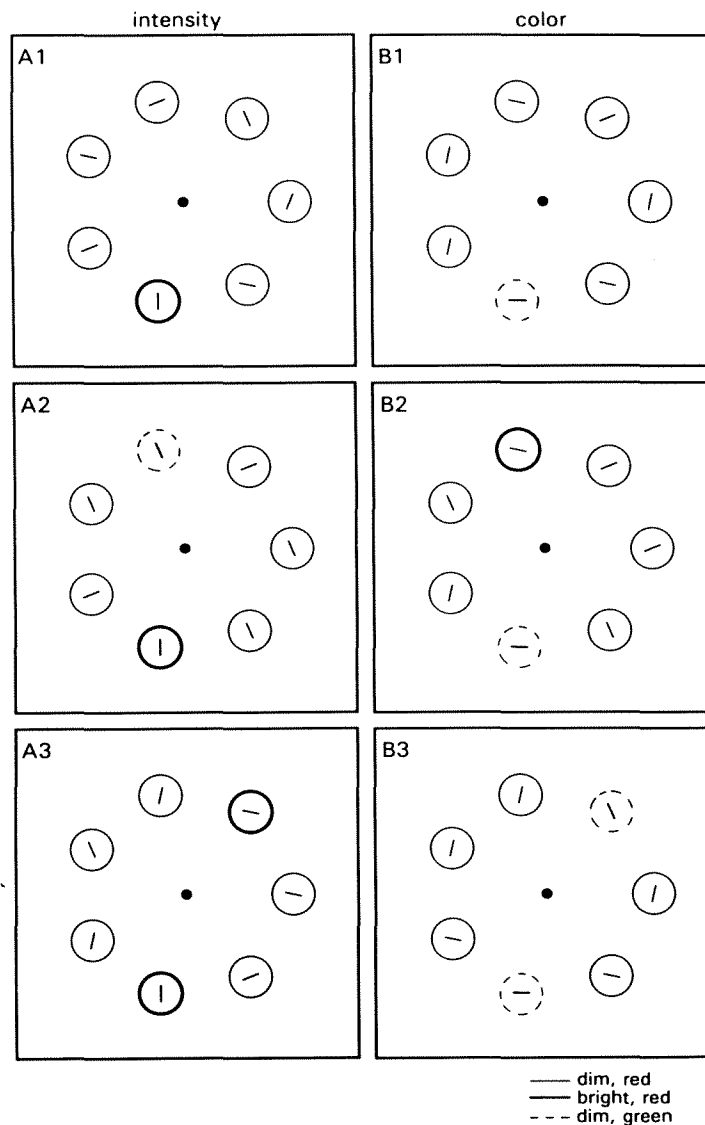 intensity
color
A1
B1
A2
B2
A3
B3
dim, red
bright, red
dim, green